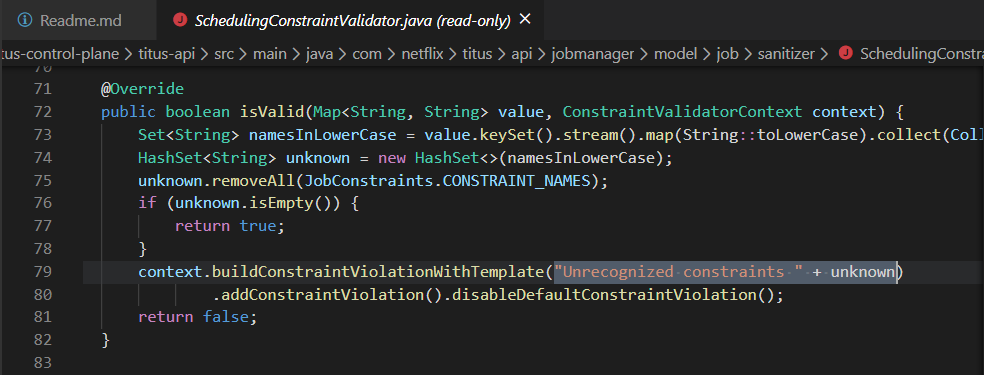 Readme.md
SchedulingConstraintValidator.java (read-only)
tus-control-plane > titus-api > src > main > java > com > netflix > titus > api > jobmanager > model > job > sanitizer > SchedulingConstra
70
71 @Override
72 public boolean isValid(Map<String, String> value, ConstraintValidatorContext context) {
73 Set<String> namesInLowerCase = value.keySet().stream().map(String::toLowerCase).collect(Coll
74 HashSet<String> unknown = new HashSet<>(namesInLowerCase);
75 unknown.removeAll(JobConstraints.CONSTRAINT_NAMES);
76 if (unknown.isEmpty()) {
77 return true;
78 }
79 context.buildConstraintViolationWithTemplate("Unrecognized constraints " + unknown)
80 .addConstraintViolation().disableDefaultConstraintViolation();
81 return false;
82 }
83